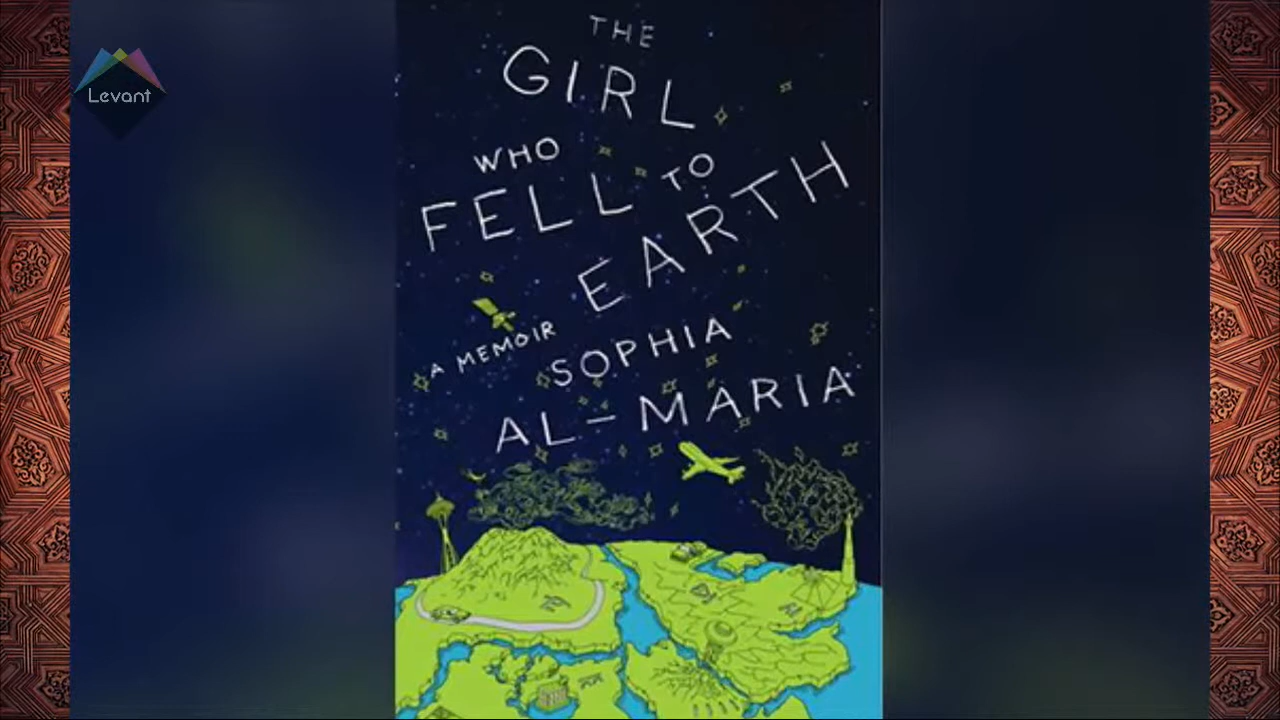 Levant
THE
GIRL
WHO
FELL TO
EARTH
A MEMOIR
SOPHIA
AL-MARIA